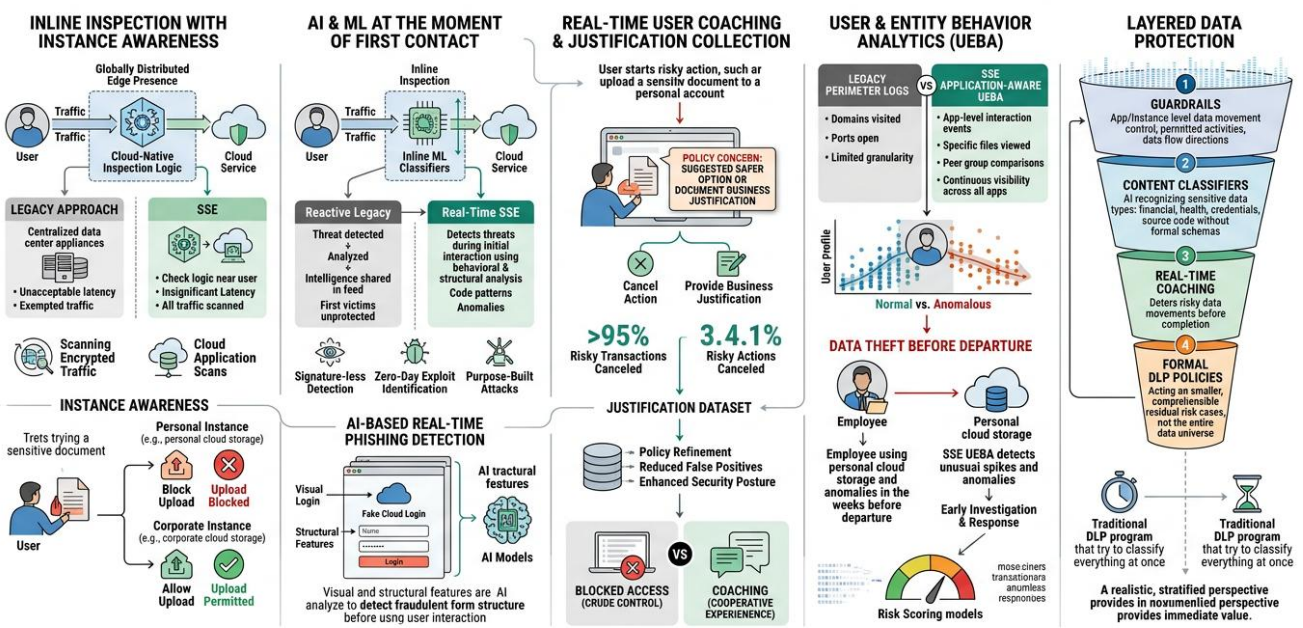 INLINE INSPECTION WITH
INSTANCE AWARENESS
Globally Distributed
Edge Presence
Traffic
Traffic
User
Cloud-Native
Inspection Logic
Cloud
Service
LEGACY APPROACH
Centralized data
center appliances
• Unacceptable latency
• Exempted traffic
SSE
• Check logic near user
• Insignificant Latency
• All traffic scanned
Scanning
Encrypted
Traffic
Cloud
Application
Scans
INSTANCE AWARENESS
Trets trying a
sensitive document
User
Personal Instance
(e.g., personal cloud storage)
Block
Upload
Upload
Blocked
Corporate Instance
(e.g., corporate cloud storage)
Allow
Upload
Upload
Permitted
AI & ML AT THE MOMENT
OF FIRST CONTACT
Inline
Inspection
Traffic
Traffic
User
Inline ML
Classifiers
Cloud
Service
Reactive Legacy
Threat detected
Analyzed
Intelligence shared
in feed
First victims
unprotected
Real-Time SSE
Detects threats
during initial
interaction using
behavioral &
structural analysis
Code patterns
Anomalies
Signature-less
Detection
Zero-Day Exploit
Identification
Purpose-Built
Attacks
AI-BASED REAL-TIME
PHISHING DETECTION
Visual
Login
Structural
Features
Fake Cloud Login
Name
Login
AI tractural
features
AI Models
Visual and structural features are AI
analyze to detect fraudulent form structure
before usng user interaction
REAL-TIME USER COACHING
& JUSTIFICATION COLLECTION
User starts risky action, such ar
upload a sensitiv document to a
personal account
POLICY CONCERN:
SUGGESTED SAFER
OPTION OR
DOCUMENT BUSINESS
JUSTIFICATION
Cancel
Action
Provide Business
Justification
>95%
Risky Transactions
Canceled
3.4.1%
Risky Actions
Canceled
JUSTIFICATION DATASET
Policy Refinement
Reduced False Positives
Enhanced Security Posture
BLOCKED ACCESS
(CRUDE CONTROL)
VS
COACHING
(COOPERATIVE
EXPERIENENCE)
USER & ENTITY BEHAVIOR
ANALYTICS (UEBA)
LEGACY
PERIMETER LOGS
• Domains visited
• Ports open
• Limited granularity
VS
SSE
APPLICATION-AWARE
UEBA
• App-level interaction
events
• Specific files viewed
• Peer group comparisons
• Continuous visibility
across all apps
User Profile
Normal vs. Anomalous
DATA THEFT BEFORE DEPARTURE
Employee
Personal
cloud storage
Employee using
personal cloud
storage and
anomalies in the
weeks before
departure
SSE UEBA detects
unusuai spikes and
anomalies
Early Investigation
& Response
Risk Scoring models
mose ciners
transationara
anumless
respnoibes
LAYERED DATA
PROTECTION
1
GUARDRAILS
App/Instance level data movement
control, permntted activities,
data flow directions
2
CONTENT CLASSIFIERS
AI recognizing sensitive data
types: financial, health, credentials,
source code without
formal schemas
3
REAL-TIME
COACHING
Deters risky data
movements before
completion
4
FORMAL
DLP POLICIES
Acting an smaller,
compreliensible
residual risk cases,
not the entire
data universe
Traditional
DLP program
that try to classify
everything at once
Traditional
DLP program
that try to classify
everything at once
A realistic, stratified perspective
provides in noxumenlied perspective
provides immediate value.